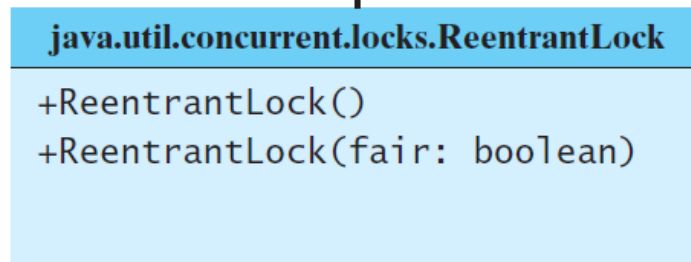 java.util.concurrent.locks.ReentrantLock
+ReentrantLock()
+ReentrantLock(fair: boolean)